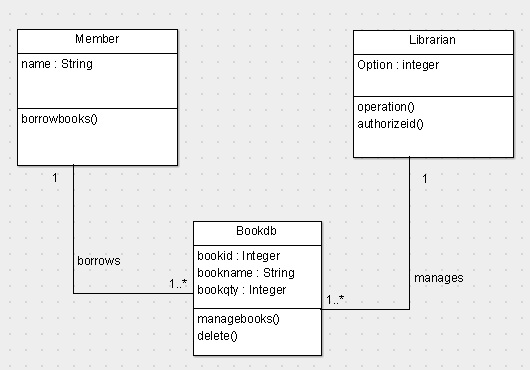 Member
name : String
borrowbooks()
Librarian
Option : integer
operation()
authorizeid()
1
1
borrows
1..*
Bookdb
bookid : Integer
bookname : String
bookqty : Integer
managebooks()
delete()
1..*
manages